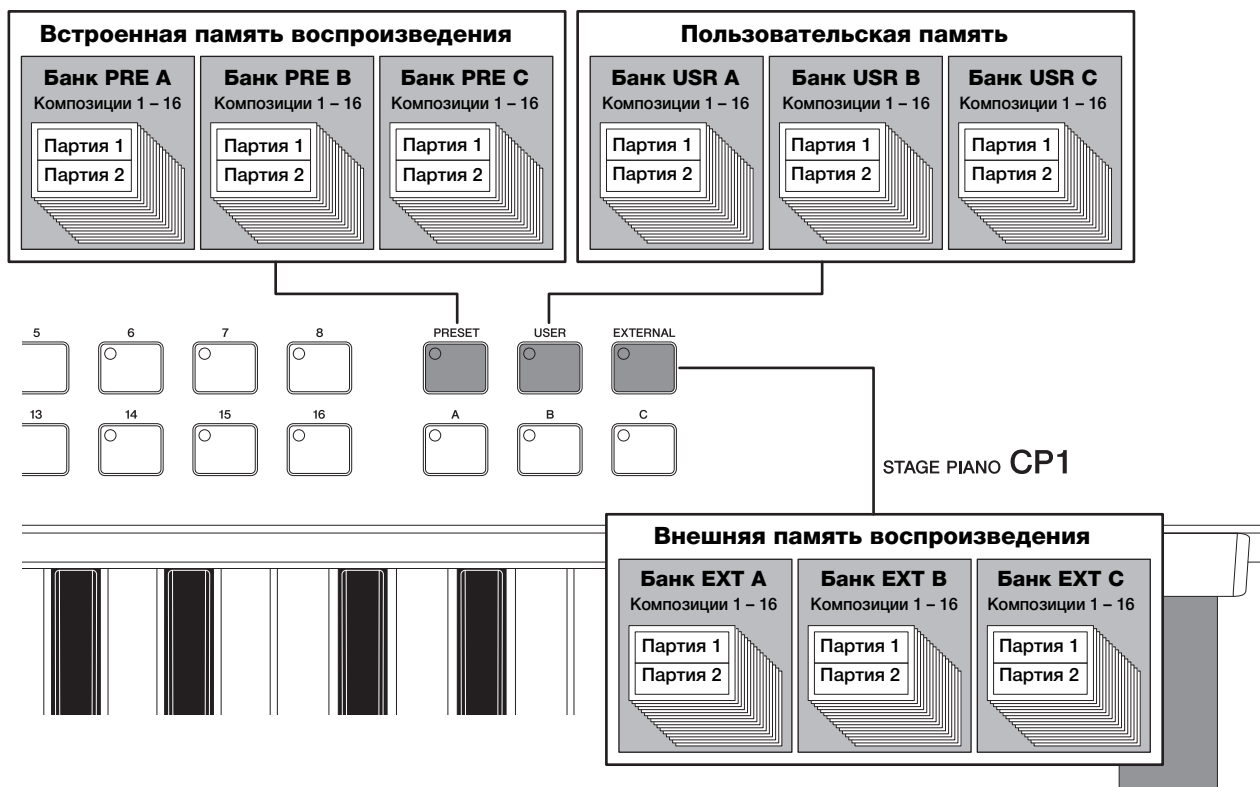 Встроенная память воспроизведения
Банк PRE A
Композиции 1 – 16
Партия 1
Партия 2
Банк PRE B
Композиции 1 – 16
Партия 1
Партия 2
Банк PRE C
Композиции 1 – 16
Партия 1
Партия 2
Пользовательская память
Банк USR A
Композиции 1 – 16
Партия 1
Партия 2
Банк USR B
Композиции 1 – 16
Партия 1
Партия 2
Банк USR C
Композиции 1 – 16
Партия 1
Партия 2
5 6 7 8 PRESET USER EXTERNAL
13 14 15 16 A B C
STAGE PIANO CP1
Внешняя память воспроизведения
Банк EXT A
Композиции 1 – 16
Партия 1
Партия 2
Банк EXT B
Композиции 1 – 16
Партия 1
Партия 2
Банк EXT C
Композиции 1 – 16
Партия 1
Партия 2